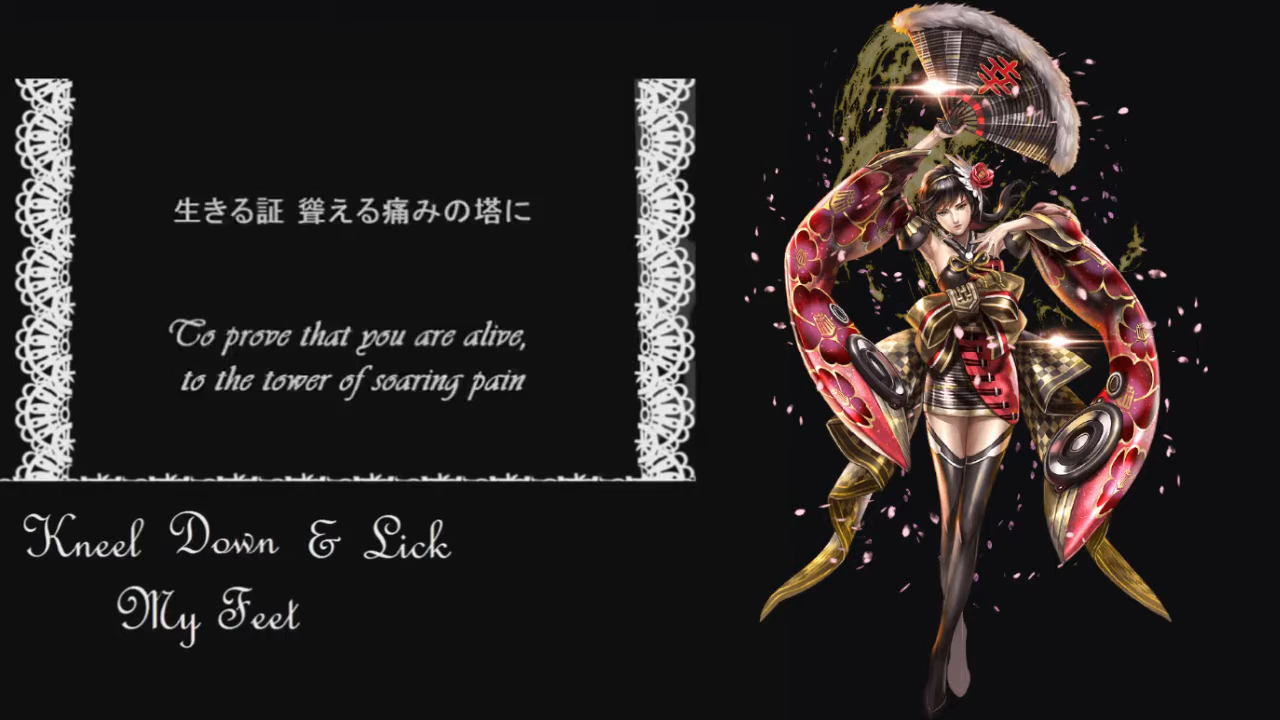 生きる証 聳える痛みの塔に
To prove that you are alive,
to the tower of soaring pain
Kneel Down & Lick
My Feet